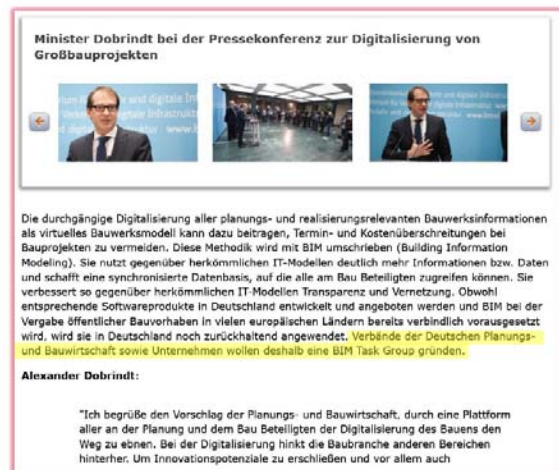 Minister Dobrindt bei der Pressekonferenz zur Digitalisierung von
Großbauprojekten
Die durchgängige Digitalisierung aller planungs- und realisierungsrelevanten Bauwerksinformationen
als virtuelles Bauwerksmodell kann dazu beitragen, Termin- und Kostenüberschreitungen bei
Bauprojekten zu vermeiden. Diese Methodik wird mit BIM umschrieben (Building Information
Modeling). Sie nutzt gegenüber herkömmlichen IT-Modellen deutlich mehr Informationen bzw. Daten
und schafft eine synchronisierte Datenbasis, auf die alle am Bau Beteiligten zugreifen können. Sie
verbessert so gegenüber herkömmlichen IT-Modellen Transparenz und Vernetzung. Obwohl
entsprechende Softwareprodukte in Deutschland entwickelt und angeboten werden und BIM bei der
Vergabe öffentlicher Bauvorhaben in vielen europäischen Ländern bereits verbindlich vorausgesetzt
wird, wird sie in Deutschland noch zurückhaltend angewendet. Verbände der Deutschen Planungs-
und Bauwirtschaft sowie Unternehmen wollen deshalb eine BIM Task Group gründen.
Alexander Dobrindt:
"Ich begrüße den Vorschlag der Planungs- und Bauwirtschaft, durch eine Plattform
aller an der Planung und dem Bau Beteiligten der Digitalisierung des Bauens den
Weg zu ebnen. Bei der Digitalisierung hinkt die Baubranche anderen Bereichen
hinterher. Um Innovationspotenziale zu erschließen und vor allem auch